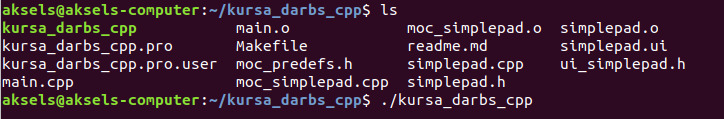 aksels@aksels-computer:~/kursa_darbs_cpp$ ls
kursa_darbs_cpp main.o moc_simplepad.o simplepad.o
kursa_darbs_cpp.pro Makefile readme.md simplepad.ui
kursa_darbs_cpp.pro.user moc_predefs.h simplepad.cpp ui_simplepad.h
main.cpp moc_simplepad.cpp simplepad.h
aksels@aksels-computer:~/kursa_darbs_cpp$ ./kursa_darbs_cpp